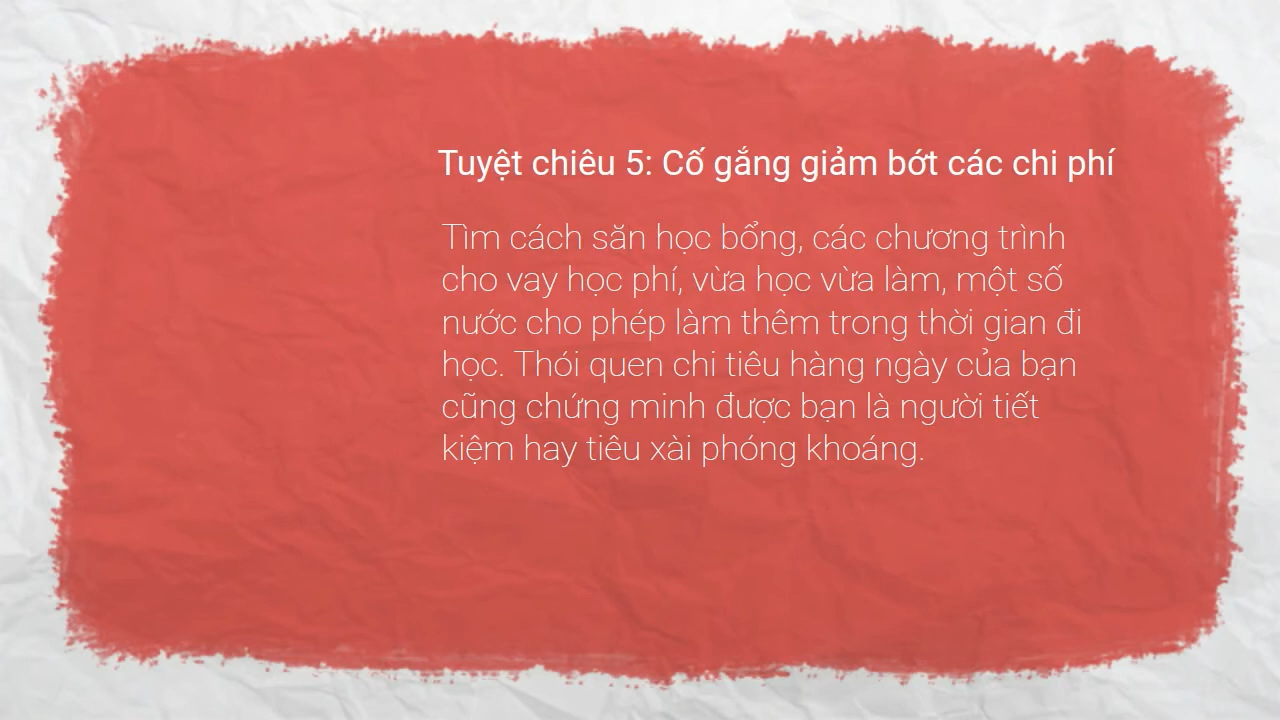 Tuyệt chiêu 5: Cố gắng giảm bớt các chi phí
Tìm cách săn học bổng, các chương trình
cho vay học phí, vừa học vừa làm, một số
nước cho phép làm thêm trong thời gian đi
học. Thói quen chi tiêu hàng ngày của bạn
cũng chứng minh được bạn là người tiết
kiệm hay tiêu xài phóng khoáng.